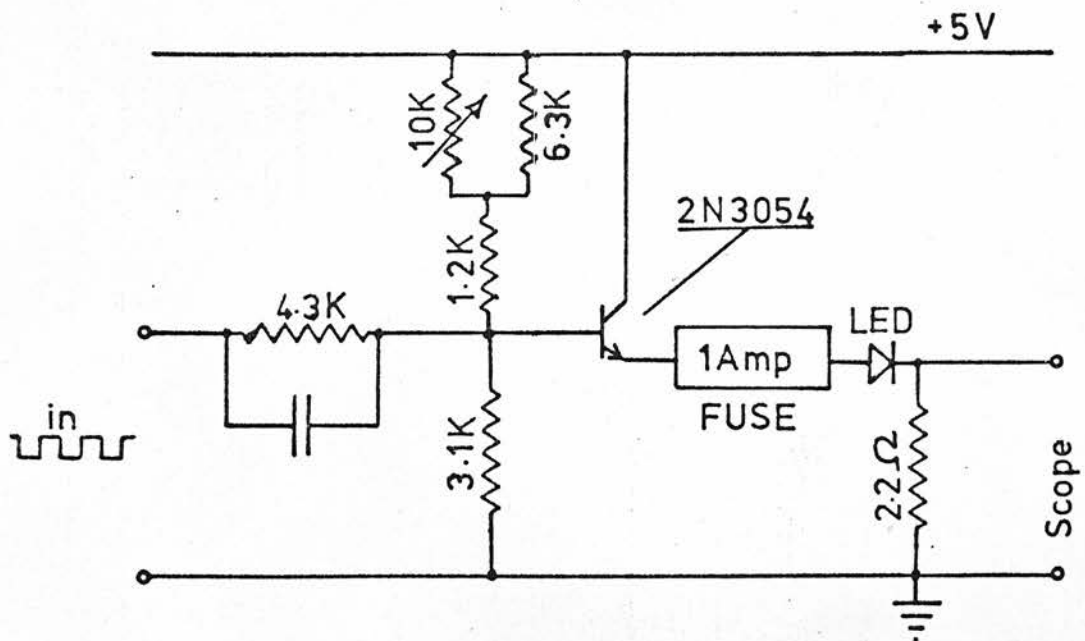 +5V
10K
6.3K
2N3054
1.2K
4.3K
LED
1Amp
FUSE
in
3.1K
2.2Ω
Scope